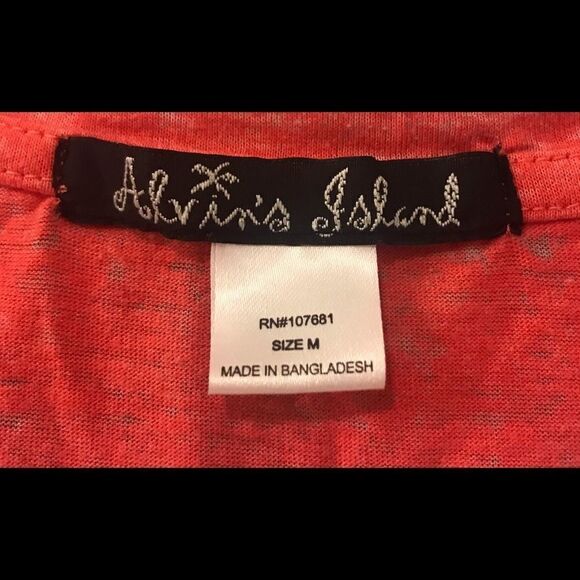 Alvin's Island
RN#107681
SIZE M
MADE IN BANGLADESH